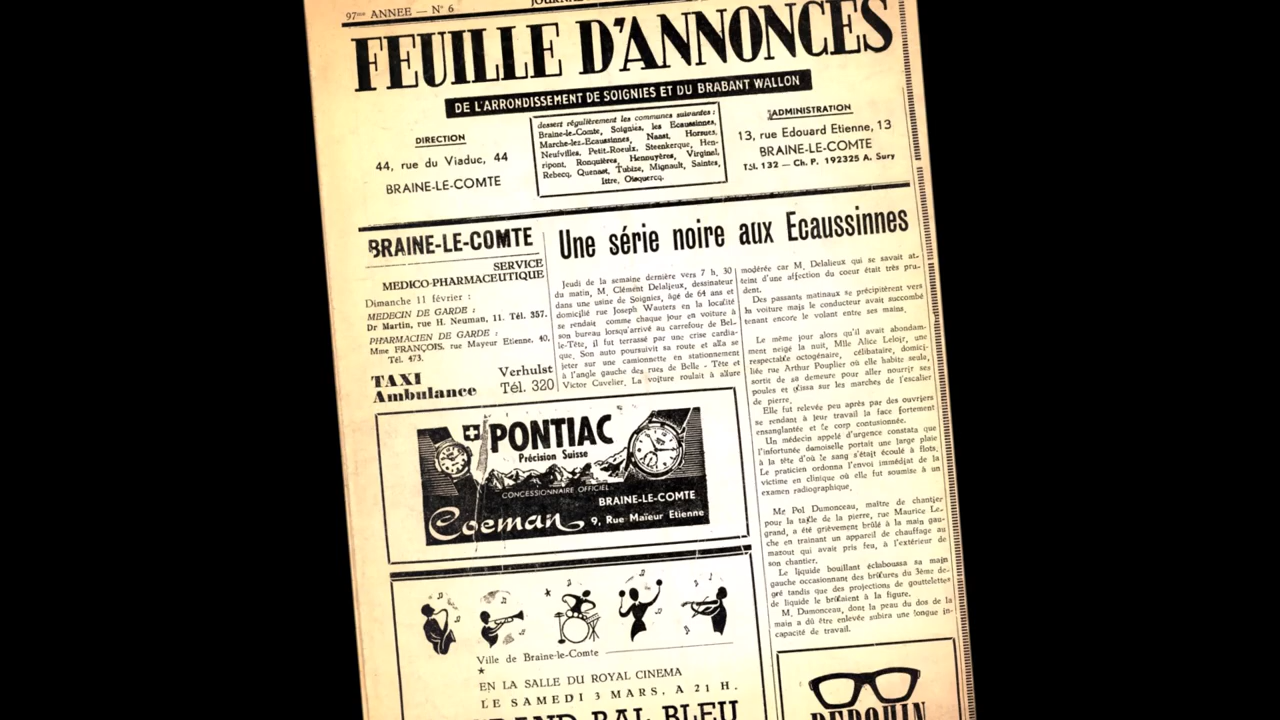 97me ANNEE — N° 6
FEUILLE D'ANNONCES
DE L'ARRONDISSEMENT DE SOIGNIES ET DU BRABANT WALLON
DIRECTION
44, rue du Viaduc, 44
BRAINE-LE-COMTE
dessert régulièrement les communes suivantes :
Braine-le-Comte, Soignies, les Ecaussinnes,
Marche-lez-Ecaussinnes, Naast, Horrues,
Neufvilles, Petit-Roeulx, Steenkerque, Hen-
ripont, Ronquières, Hennuyères, Virginal,
Rebecq, Quenast, Tubize, Mignault, Saintes,
Ittre, Oisquercq.
ADMINISTRATION
13, rue Edouard Etienne, 13
BRAINE-LE-COMTE
Tél. 132 — Ch. P. 192325 A. Sury
BRAINE-LE-COMTE
SERVICE
MEDICO-PHARMACEUTIQUE
Dimanche 11 février :
MEDECIN DE GARDE :
Dr Martin, rue H. Neuman, 11. Tél. 357.
PHARMACIEN DE GARDE :
Mme FRANÇOIS, rue Mayeur Etienne, 40,
Tél. 473.
TAXI
Ambulance
Verhulst
Tél. 320
Une série noire aux Ecaussinnes
Jeudi de la semaine dernière vers 7 h. 30
du matin, M. Clément Delalieux, dessinateur
dans une usine de Soignies, âgé de 64 ans et
domicilié rue Joseph Wauters en la localité
se rendait comme chaque jour en voiture à
son bureau lorsqu'arrivé au carrefour de Bel-
le-Tête, il fut terrassé par une crise cardia-
que. Son auto poursuivit sa route et alla se
jeter sur une camionnette en stationnement
à l'angle gauche des rues de Belle - Tête et
Victor Cuvelier. La voiture roulait à allure
modérée car M. Delalieux qui se savait at-
teint d'une affection du coeur était très pru-
dent.
Des passants matinaux se précipitèrent vers
la voiture mais le conducteur avait succombé
tenant encore le volant entre ses mains.
Le même jour alors qu'il avait abondam-
ment neigé la nuit, Mlle Alice Leloir, une
respectable octogénaire, célibataire, domici-
liée rue Arthur Pouplier où elle habite seule,
sortit de sa demeure pour aller nourrir ses
poules et glissa sur les marches de l'escalier
de pierre.
Elle fut relevée peu après par des ouvriers
se rendant à leur travail la face fortement
ensanglantée et le corp contusionnée.
Un médecin appelé d'urgence constata que
l'infortunée damoiselle portait une large plaie
à la tête d'où le sang s'était écoulé à flots.
Le praticien ordonna l'envoi immédiat de la
victime en clinique où elle fut soumise à un
examen radiographique.
Me Pol Dumonceau, maître de chantier
pour la taille de la pierre, rue Maurice Le-
grand, a été grièvement brûlé à la main gau-
che en trainant un appareil de chauffage au
mazout qui avait pris feu, à l'extérieur de
son chantier.
Le liquide bouillant éclaboussa sa main
gauche occasionnant des brûlures du 3ème de-
gré tandis que des projections de gouttelettes
de liquide le brûlaient à la figure.
M. Dumonceau, dont la peau du dos de la
main a dû être enlevée subira une longue in-
capacité de travail.
PONTIAC
Précision Suisse
CONCESSIONNAIRE OFFICIEL
BRAINE-LE-COMTE
Coeman 9, Rue Maïeur Etienne
Ville de Braine-le-Comte
EN LA SALLE DU ROYAL CINEMA
LE SAMEDI 3 MARS, A 21 H.
GRAND BAL BLEU